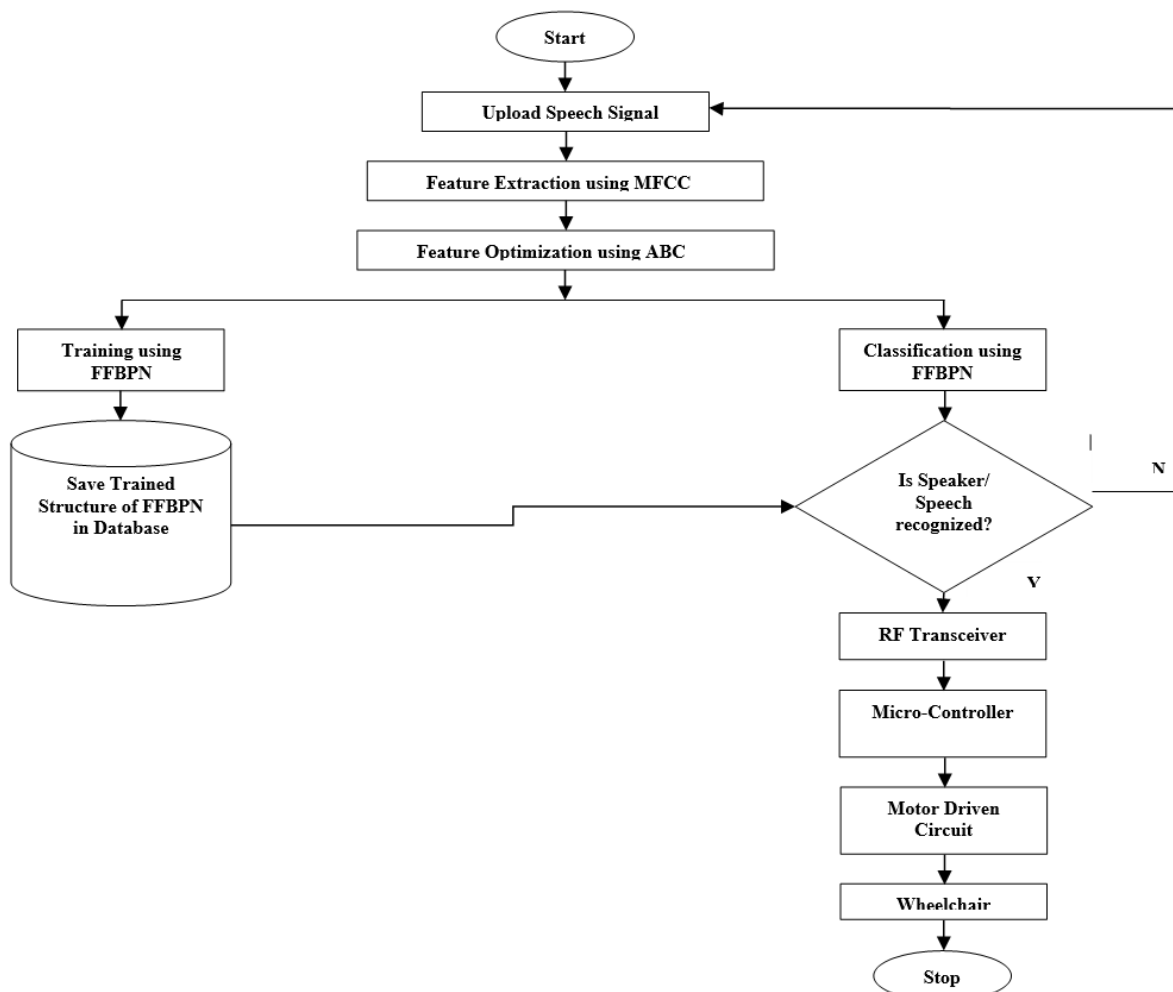 Start
Upload Speech Signal
Feature Extraction using MFCC
Feature Optimization using ABC
Training using
FFBPN
Classification using
FFBPN
Save Trained
Structure of FFBPN
in Database
Is Speaker/
Speech
recognized?
N
Y
RF Transceiver
Micro-Controller
Motor Driven
Circuit
Wheelchair
Stop